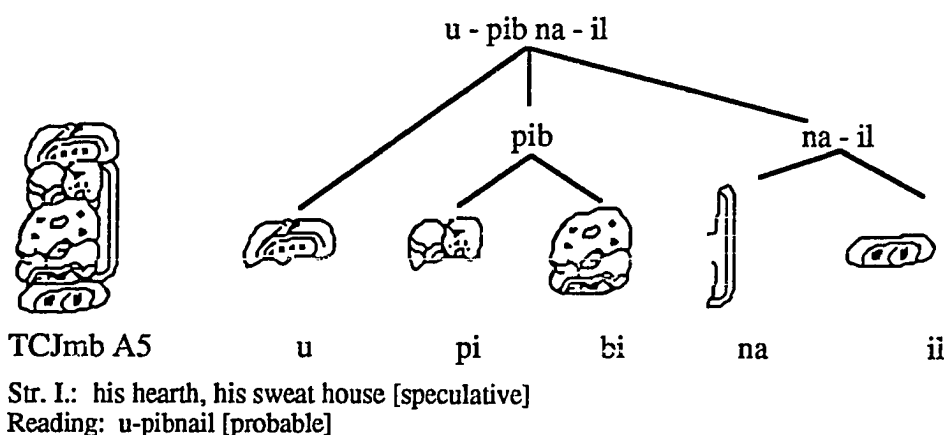 u - pib na - il
pib
na - il
TCJmb A5 u pi bi na il
Str. I.: his hearth, his sweat house [speculative]
Reading: u-pibnail [probable]